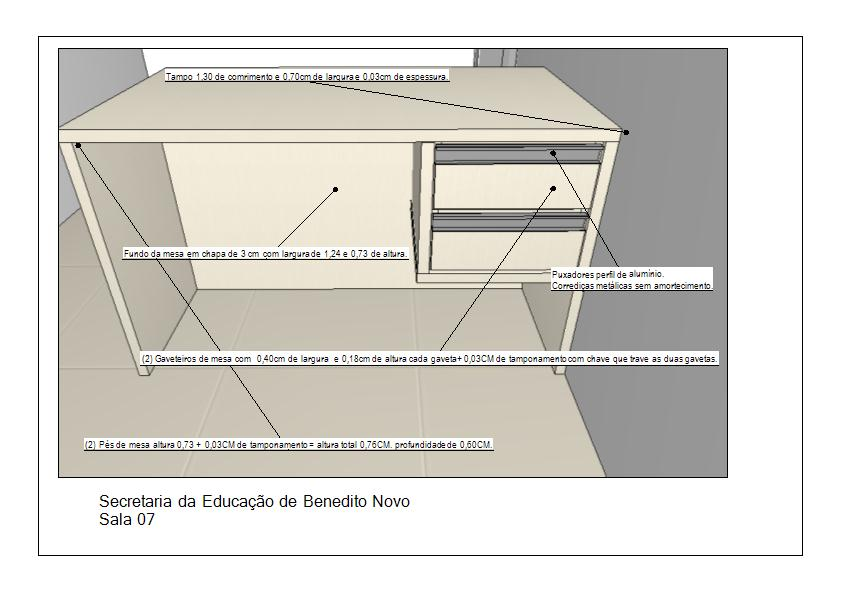 Tampo 1,30 de comrimento e 0,70cm de largura e 0,03cm de espessura.
Fundo da mesa em chapa de 3 cm com largura de 1,24 e 0,73 de altura.
Puxadores perfil de alumínio.
Corrediças metálicas sem amortecimento.
(2) Gaveteiros de mesa com 0,40cm de largura e 0,18cm de altura cada gaveta+ 0,03CM de tamponamento com chave que trave as duas gavetas.
(2) Pés de mesa altura 0,73 + 0,03CM de tamponamento = altura total 0,76CM. profundidade de 0,60CM.
Secretaria da Educação de Benedito Novo
Sala 07